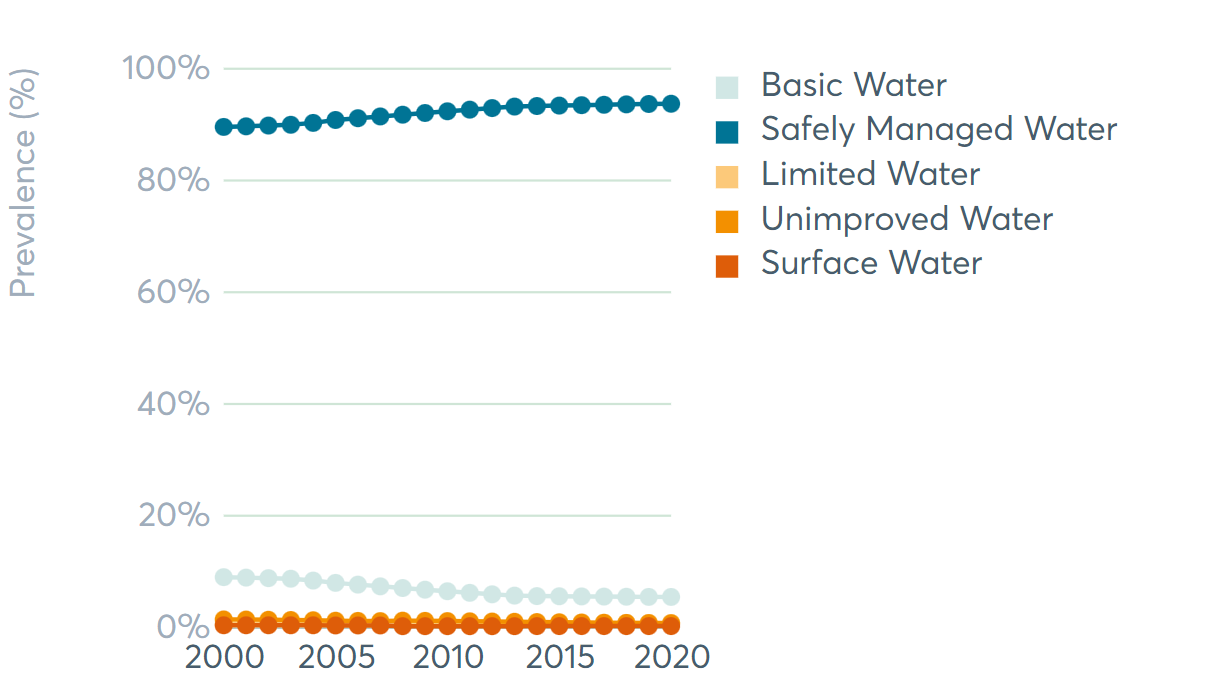 Prevalence (%)
100%
80%
60%
40%
20%
0%
2000 2005 2010 2015 2020
Basic Water
Safely Managed Water
Limited Water
Unimproved Water
Surface Water